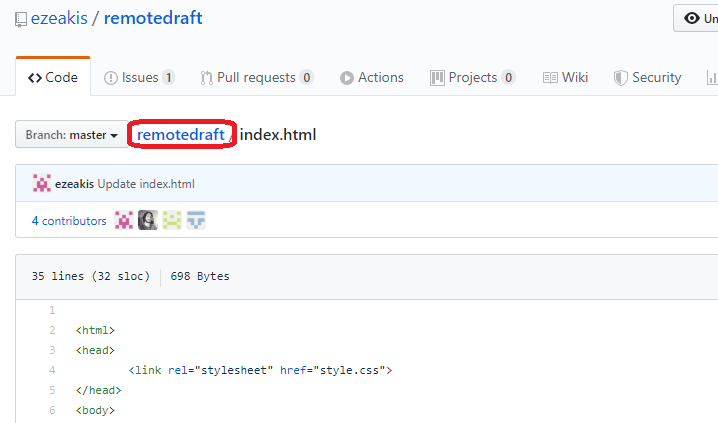 ezeakis / remotedraft
Un
Code Issues 1 Pull requests 0 Actions Projects 0 Wiki Security
Branch: master remotedraft / index.html
ezeakis Update index.html
4 contributors
35 lines (32 sloc) 698 Bytes
1
2 <html>
3 <head>
4 <link rel="stylesheet" href="style.css">
5 </head>
6 <body>